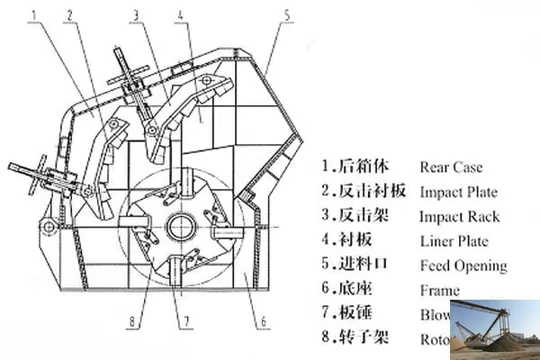 1 2 3 4 5
1.后箱体 Rear Case
2.反击衬板 Impact Plate
3.反击架 Impact Rack
4.衬板 Liner Plate
5.进料口 Feed Opening
6.底座 Frame
7.板锤
8.转子架
8 7 6